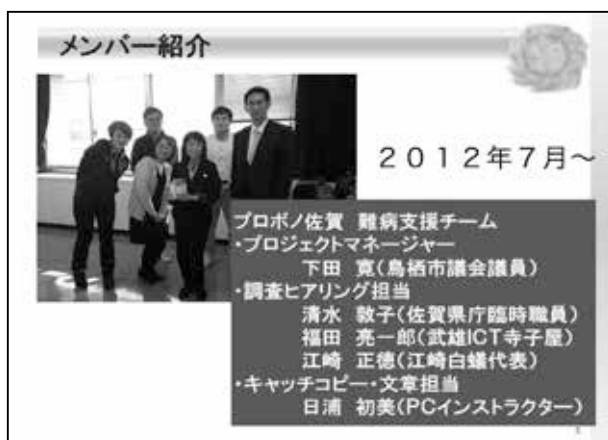 メンバー紹介
2012年7月～
プロボノ佐賀 難病支援チーム
・プロジェクトマネージャー
下田 寛(鳥栖市議会議員)
・調査ヒアリング担当
清水 敦子(佐賀県庁臨時職員)
福田 亮一郎(武雄ICT寺子屋)
江崎 正徳(江崎白蟻代表)
・キャッチコピー・文章担当
日浦 初美(PCインストラクター)